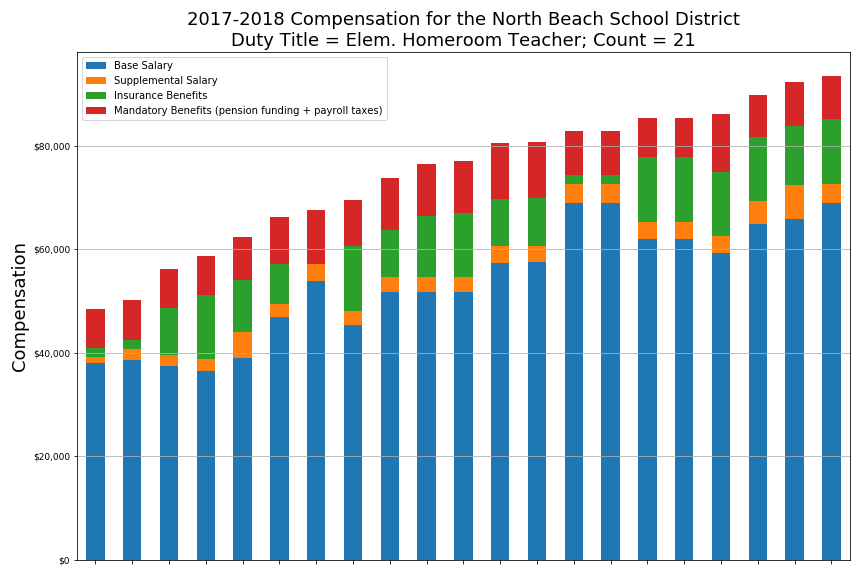 2017-2018 Compensation for the North Beach School District
Duty Title = Elem. Homeroom Teacher; Count = 21
Base Salary
Supplemental Salary
Insurance Benefits
Mandatory Benefits (pension funding + payroll taxes)
$80,000
$60,000
$40,000
$20,000
$0
Compensation